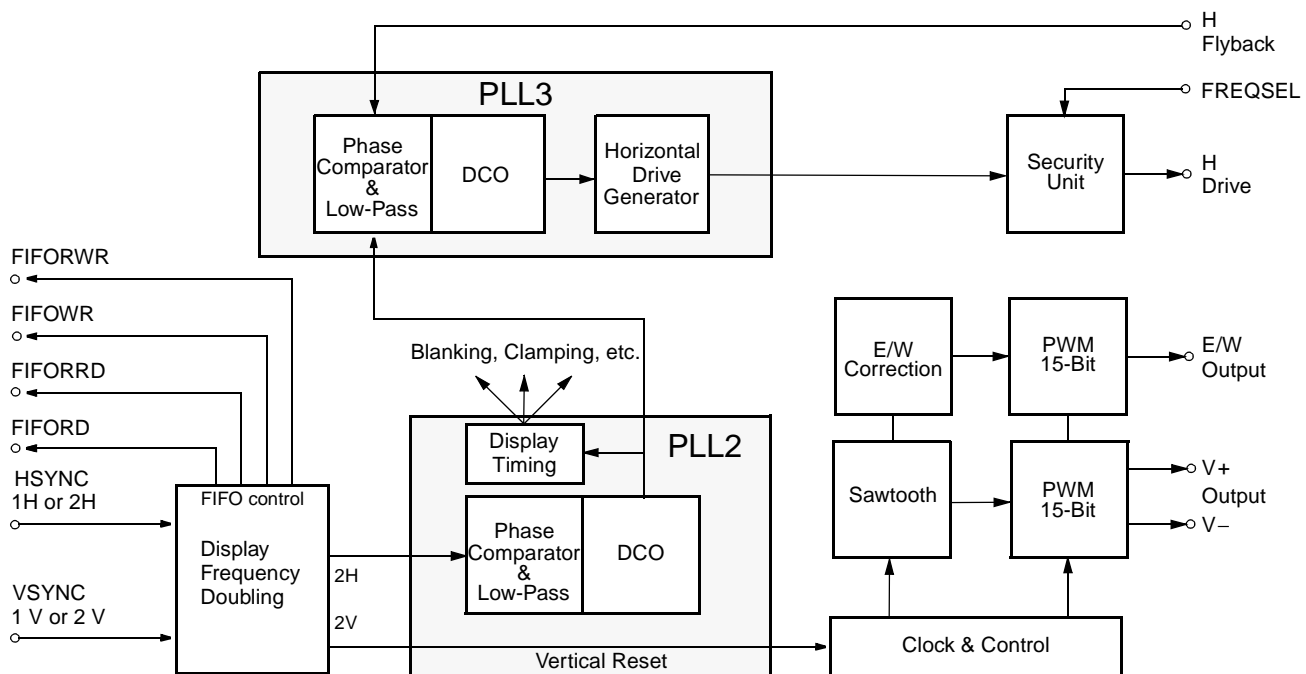 H
Flyback
PLL3
FREQSEL
Phase
Comparator
&
Low-Pass
DCO
Horizontal
Drive
Generator
Security
Unit
H
Drive
FIFORWR
FIFOWR
FIFORRD
FIFORD
HSYNC
1H or 2H
VSYNC
1 V or 2 V
FIFO control
Display
Frequency
Doubling
2H
2V
Blanking, Clamping, etc.
Display
Timing
PLL2
Phase
Comparator
&
Low-Pass
DCO
Vertical Reset
E/W
Correction
PWM
15-Bit
E/W
Output
Sawtooth
PWM
15-Bit
V+
Output
V−
Clock & Control